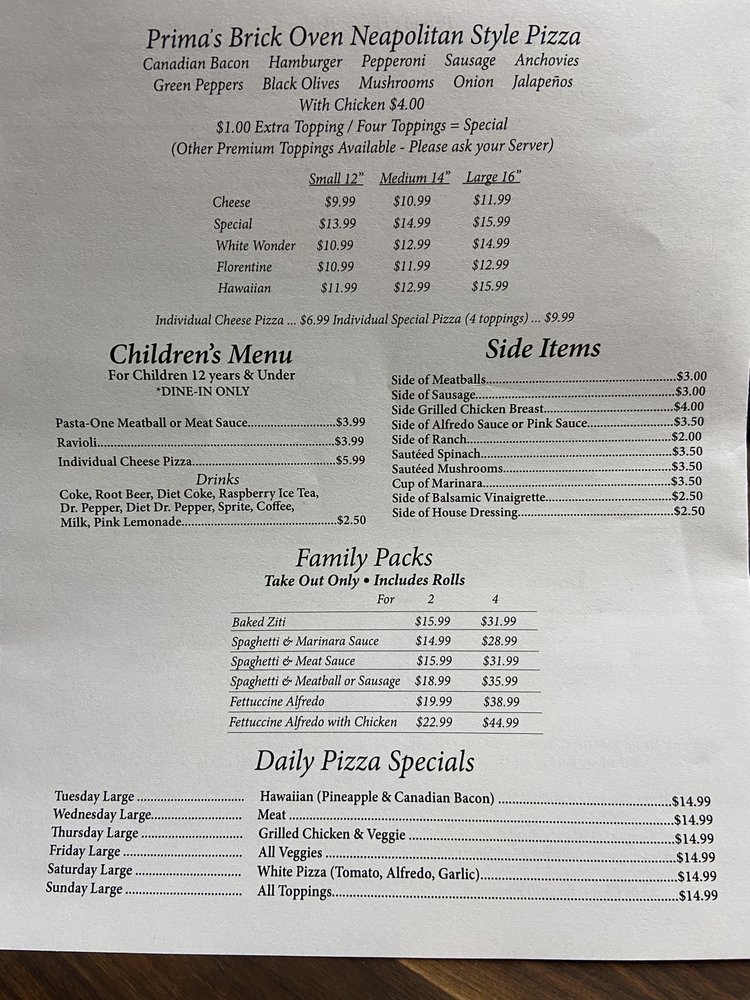 Prima's Brick Oven Neapolitan Style Pizza
Canadian Bacon Hamburger Pepperoni Sausage Anchovies
Green Peppers Black Olives Mushrooms Onion Jalapeños
With Chicken $4.00
$1.00 Extra Topping / Four Toppings = Special
(Other Premium Toppings Available - Please ask your Server)
Small 12" Medium 14" Large 16"
Cheese $9.99 $10.99 $11.99
Special $13.99 $14.99 $15.99
White Wonder $10.99 $12.99 $14.99
Florentine $10.99 $11.99 $12.99
Hawaiian $11.99 $12.99 $15.99
Individual Cheese Pizza ... $6.99 Individual Special Pizza (4 toppings) ... $9.99
Children's Menu
For Children 12 years & Under
*DINE-IN ONLY
Pasta-One Meatball or Meat Sauce....................................$3.99
Ravioli..............................................................................$3.99
Individual Cheese Pizza...........................................$5.99
Drinks
Coke, Root Beer, Diet Coke, Raspberry Ice Tea,
Dr. Pepper, Diet Dr. Pepper, Sprite, Coffee,
Milk, Pink Lemonade..............................................$2.50
Side Items
Side of Meatballs.........................................................$3.00
Side of Sausage............................................................$3.00
Side Grilled Chicken Breast.......................................$4.00
Side of Alfredo Sauce or Pink Sauce..........................$3.50
Side of Ranch..............................................................$2.00
Sautéed Spinach..........................................................$3.50
Sautéed Mushrooms...................................................$3.50
Cup of Marinara.........................................................$3.50
Side of Balsamic Vinaigrette......................................$2.50
Side of House Dressing..............................................$2.50
Family Packs
Take Out Only • Includes Rolls
For 2 4
Baked Ziti $15.99 $31.99
Spaghetti & Marinara Sauce $14.99 $28.99
Spaghetti & Meat Sauce $15.99 $31.99
Spaghetti & Meatball or Sausage $18.99 $35.99
Fettuccine Alfredo $19.99 $38.99
Fettuccine Alfredo with Chicken $22.99 $44.99
Daily Pizza Specials
Tuesday Large ................................ Hawaiian (Pineapple & Canadian Bacon) ....................................................$14.99
Wednesday Large........................... Meat ...................................................................................................................$14.99
Thursday Large .............................. Grilled Chicken & Veggie ...............................................................................$14.99
Friday Large ................................... All Veggies ........................................................................................................$14.99
Saturday Large ............................... White Pizza (Tomato, Alfredo, Garlic)..........................................................$14.99
Sunday Large .................................. All Toppings.......................................................................................................$14.99